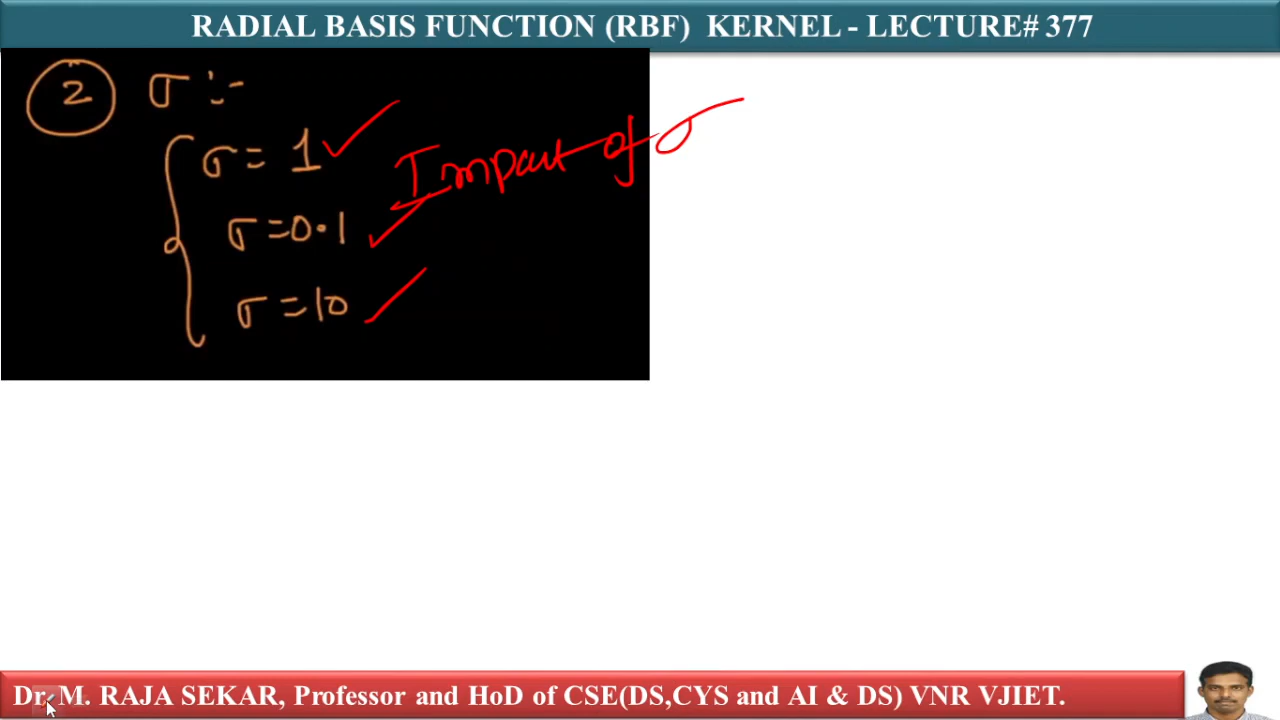 RADIAL BASIS FUNCTION (RBF) KERNEL - LECTURE# 377
2 σ :-
σ = 1
Impact of σ
σ = 0.1
σ = 10
Dr. M. RAJA SEKAR, Professor and HoD of CSE(DS,CYS and AI & DS) VNR VJIET.